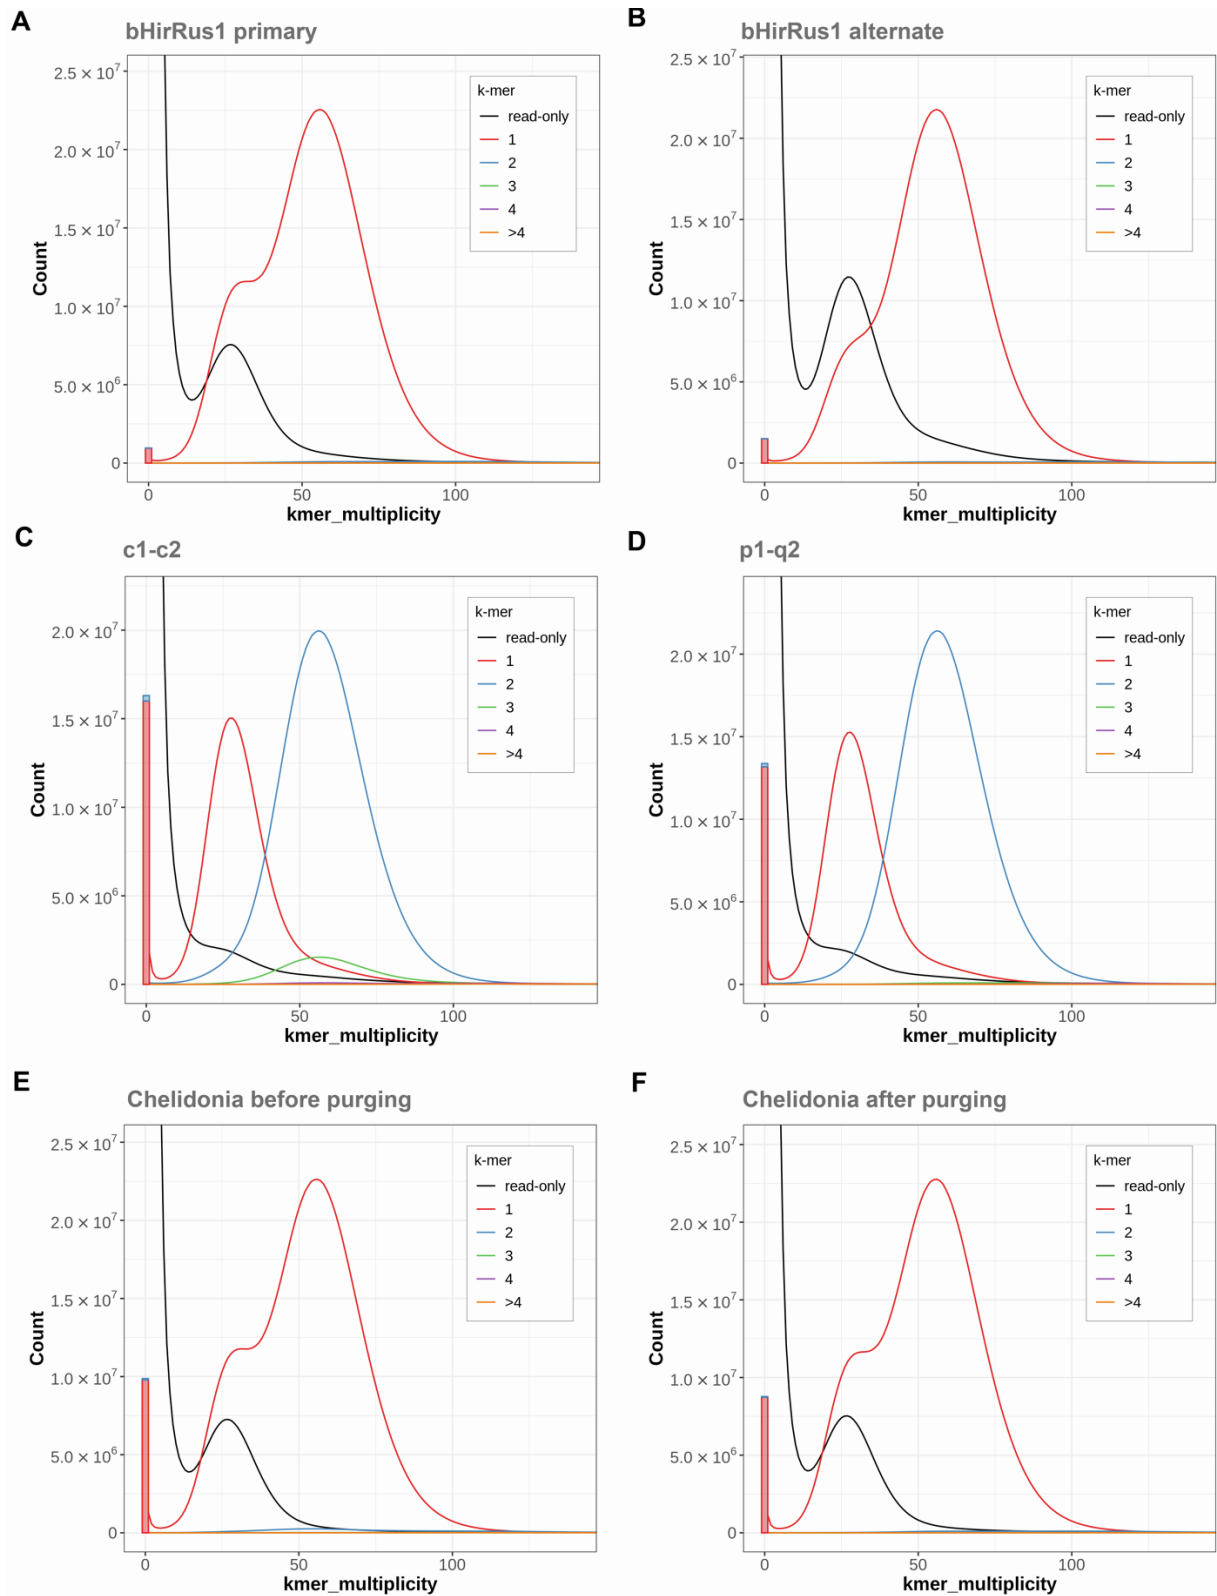 A
bHirRus1 primary
2.5 × 10⁷
2.0 × 10⁷
1.5 × 10⁷
1.0 × 10⁷
5.0 × 10⁶
0
Count
k-mer
read-only
1
2
3
4
>4
0 50 100
kmer_multiplicity
B
bHirRus1 alternate
2.5 × 10⁷
2.0 × 10⁷
1.5 × 10⁷
1.0 × 10⁷
5.0 × 10⁶
0
Count
k-mer
read-only
1
2
3
4
>4
0 50 100
kmer_multiplicity
C
c1-c2
2.0 × 10⁷
1.5 × 10⁷
1.0 × 10⁷
5.0 × 10⁶
0
Count
k-mer
read-only
1
2
3
4
>4
0 50 100
kmer_multiplicity
D
p1-q2
2.0 × 10⁷
1.5 × 10⁷
1.0 × 10⁷
5.0 × 10⁶
0
Count
k-mer
read-only
1
2
3
4
>4
0 50 100
kmer_multiplicity
E
Chelidonia before purging
2.5 × 10⁷
2.0 × 10⁷
1.5 × 10⁷
1.0 × 10⁷
5.0 × 10⁶
0
Count
k-mer
read-only
1
2
3
4
>4
0 50 100
kmer_multiplicity
F
Chelidonia after purging
2.5 × 10⁷
2.0 × 10⁷
1.5 × 10⁷
1.0 × 10⁷
5.0 × 10⁶
0
Count
k-mer
read-only
1
2
3
4
>4
0 50 100
kmer_multiplicity